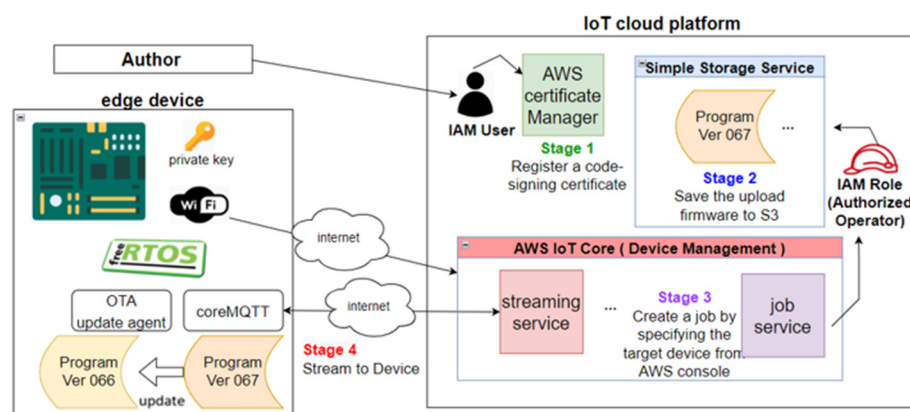 IoT cloud platform
Author
edge device
private key
Wi Fi
free RTOS
OTA
update agent
coreMQTT
Program
Ver 066
update
Program
Ver 067
internet
internet
Stage 4
Stream to Device
IAM User
AWS
certificate
Manager
Stage 1
Register a code-
signing certificate
Simple Storage Service
Program
Ver 067
...
Stage 2
Save the upload
firmware to S3
IAM Role
(Authorized
Operator)
AWS IoT Core ( Device Management )
streaming
service
...
Stage 3
Create a job by
specifying the
target device from
AWS console
job
service